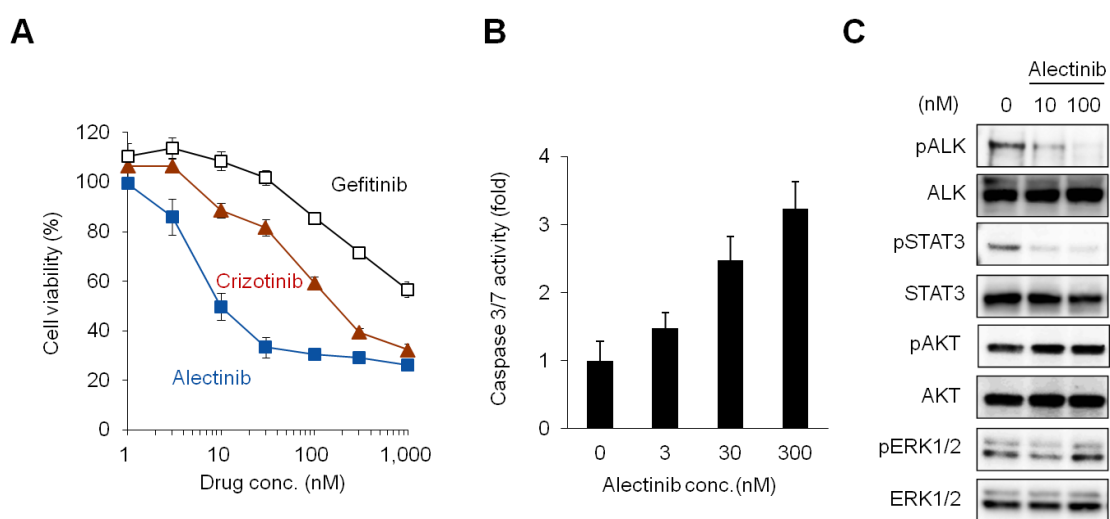 A
120
100
80
60
40
20
0
Cell viability (%)
Gefitinib
Crizotinib
Alectinib
1 10 100 1,000
Drug conc. (nM)
B
4
3
2
1
0
Caspase 3/7 activity (fold)
0 3 30 300
Alectinib conc.(nM)
C
Alectinib
(nM) 0 10 100
pALK
ALK
pSTAT3
STAT3
pAKT
AKT
pERK1/2
ERK1/2